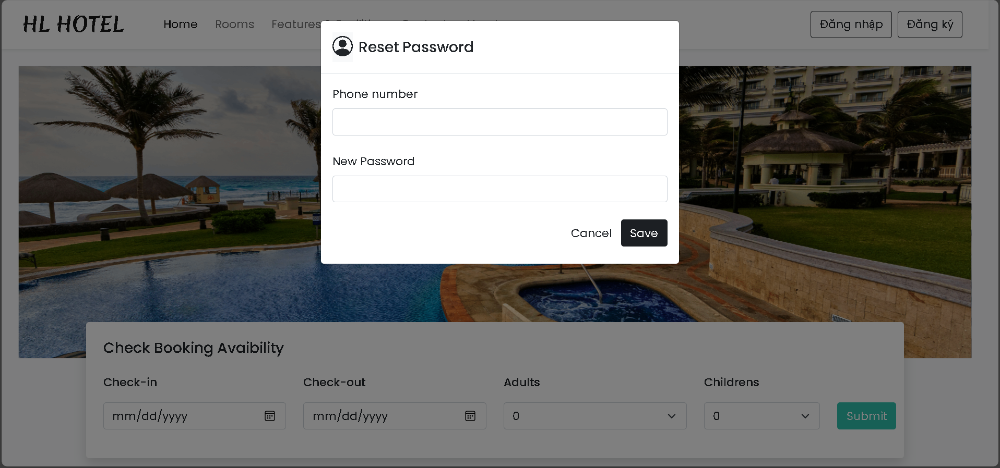 HL HOTEL
Home
Rooms
Features
Đăng nhập
Đăng ký
Reset Password
Phone number
New Password
Cancel
Save
Check Booking Avaibility
Check-in
Check-out
Adults
Childrens
mm/dd/yyyy
mm/dd/yyyy
0
0
Submit